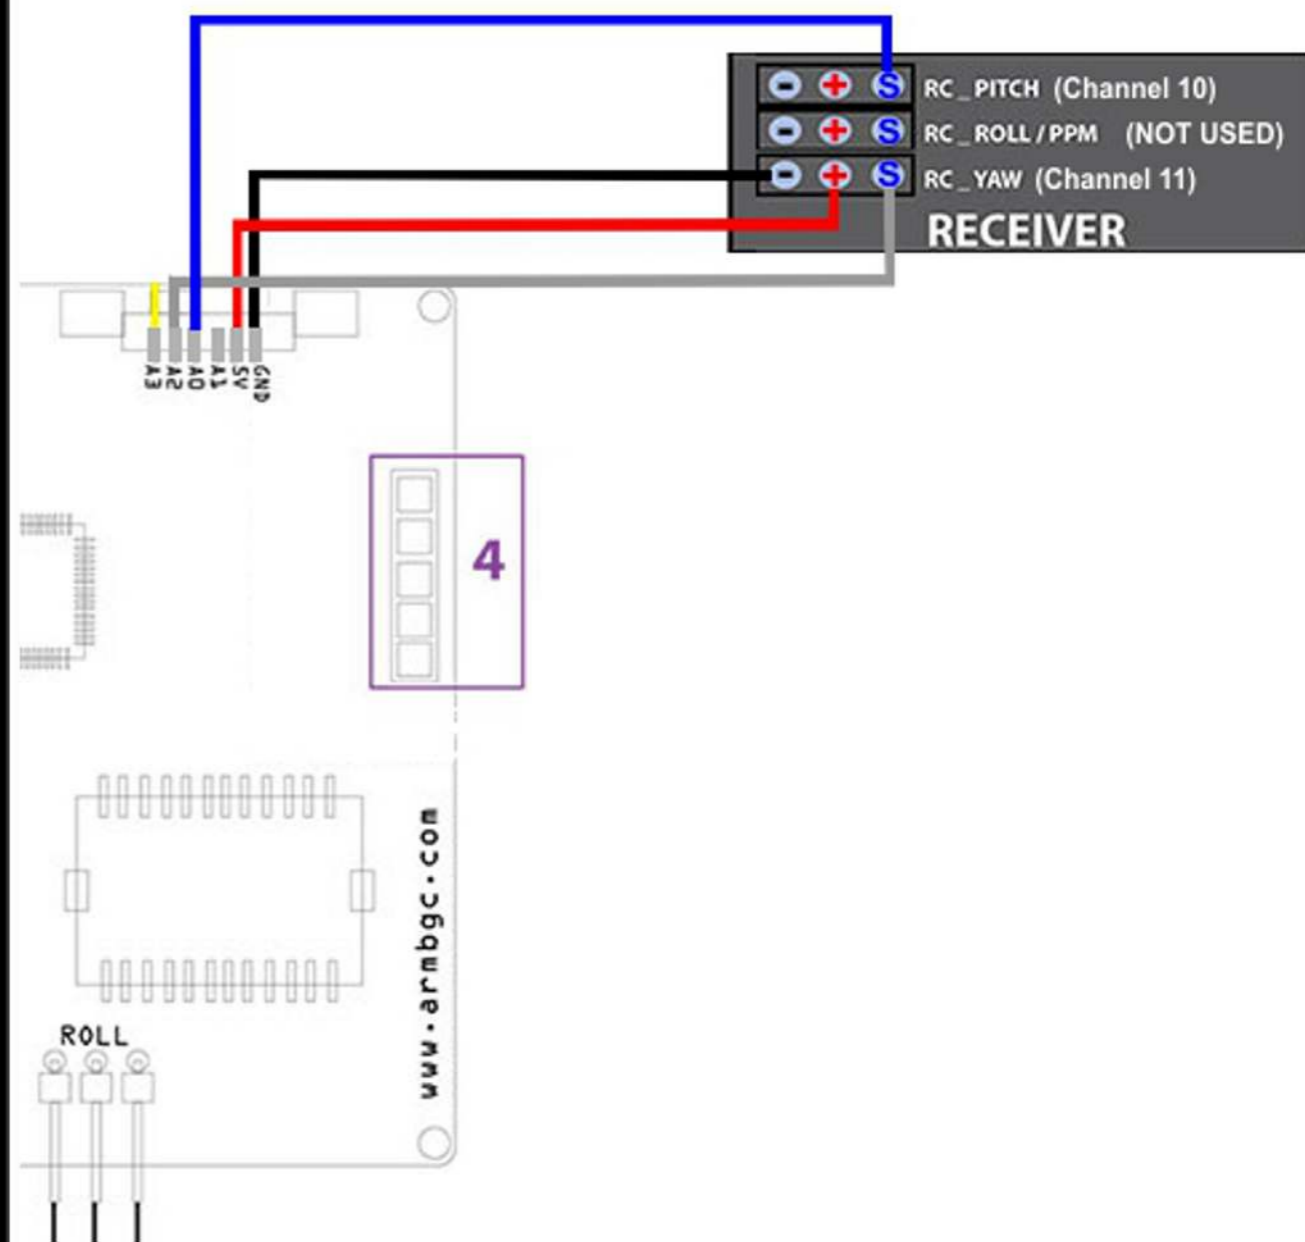 - + S RC_PITCH (Channel 10)
- + S RC_ROLL/PPM (NOT USED)
- + S RC_YAW (Channel 11)
RECEIVER
A3 A2 A0 A1 5V GND
4
www.armbgc.com
ROLL